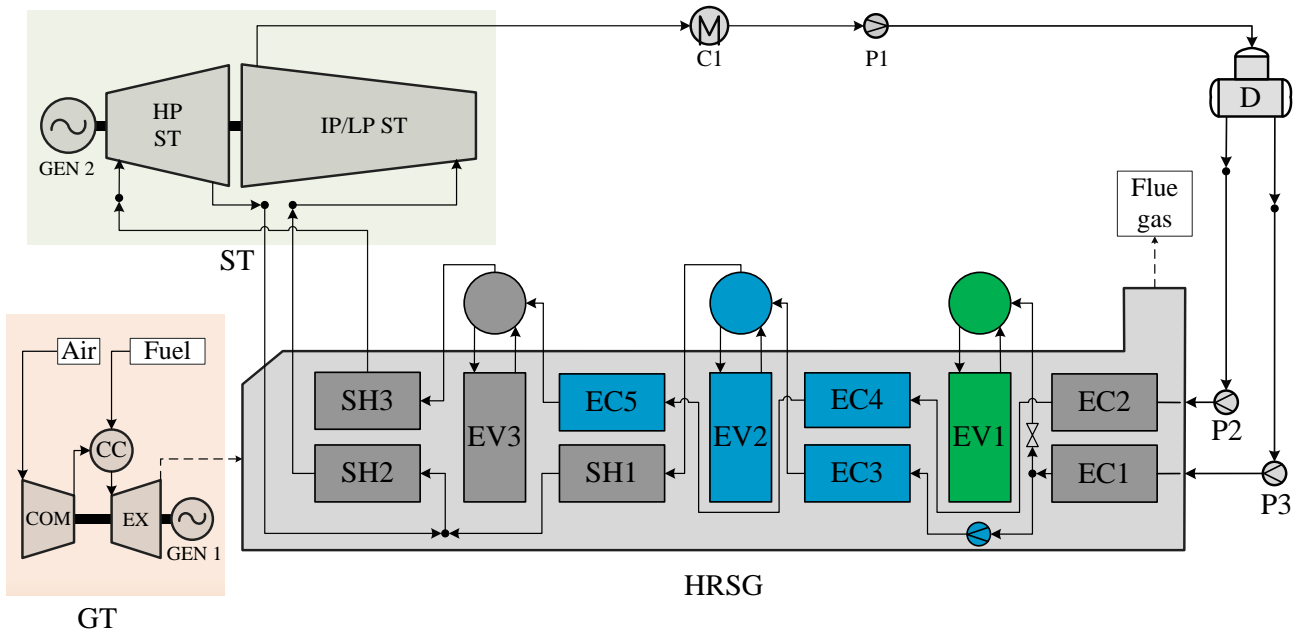 C1
P1
D
HP
ST
IP/LP ST
GEN 2
ST
Flue
gas
Air
Fuel
SH3
EV3
EC5
EV2
EC4
EV1
EC2
P2
CC
SH2
SH1
EC3
EC1
P3
COM
EX
GEN 1
HRSG
GT